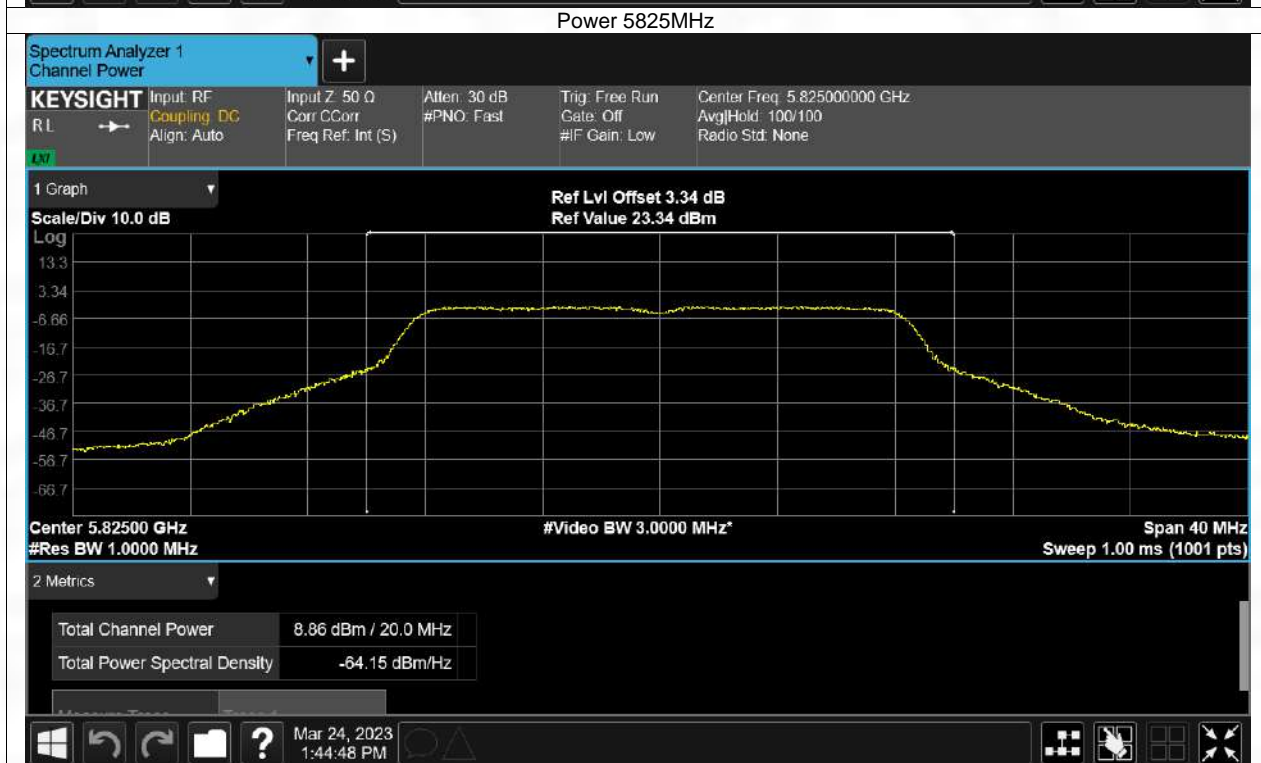 Power 5825MHz
Spectrum Analyzer 1
Channel Power
+
KEYSIGHT
RL
LXI
Input: RF
Coupling: DC
Align: Auto
Input Z: 50 Ω
Corr CCorr
Freq Ref: Int (S)
Atten: 30 dB
#PNO: Fast
Trig: Free Run
Gate: Off
#IF Gain: Low
Center Freq: 5.825000000 GHz
Avg|Hold: 100/100
Radio Std: None
1 Graph
Scale/Div 10.0 dB
Ref Lvl Offset 3.34 dB
Ref Value 23.34 dBm
Log
13.3
3.34
-6.66
-16.7
-26.7
-36.7
-46.7
-56.7
-66.7
Center 5.82500 GHz
#Video BW 3.0000 MHz*
Span 40 MHz
#Res BW 1.0000 MHz
Sweep 1.00 ms (1001 pts)
2 Metrics
Total Channel Power 8.86 dBm / 20.0 MHz
Total Power Spectral Density -64.15 dBm/Hz
?
Mar 24, 2023
1:44:48 PM